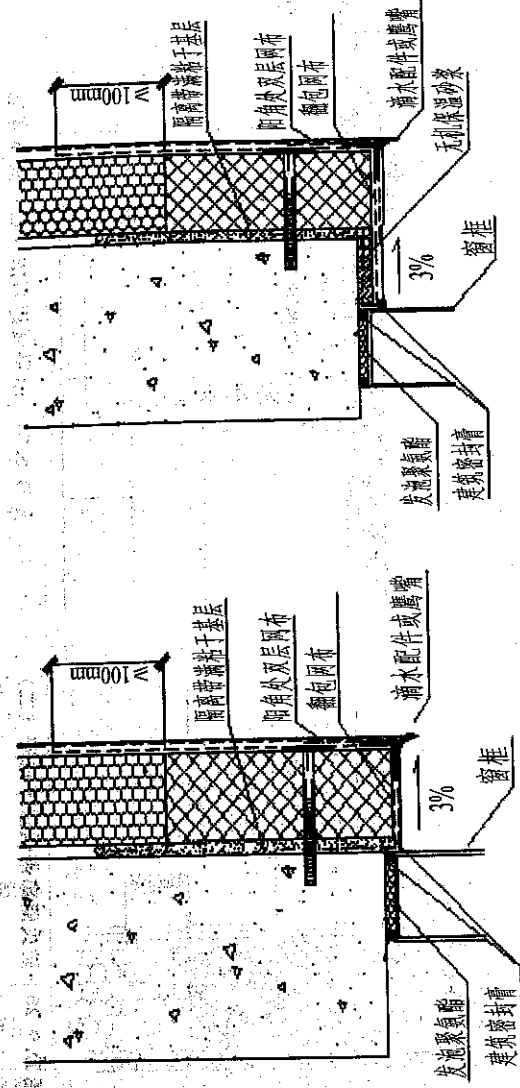 ≥100mm
隔离带满粘于基层
阳角处双层网布
翻包网布
滴水配件或鹰嘴
无机保温砂浆
3%
窗框
发泡聚氨酯
建筑密封膏
≥100mm
隔离带满粘于基层
阳角处双层网布
翻包网布
滴水配件或鹰嘴
3%
窗框
发泡聚氨酯
建筑密封膏